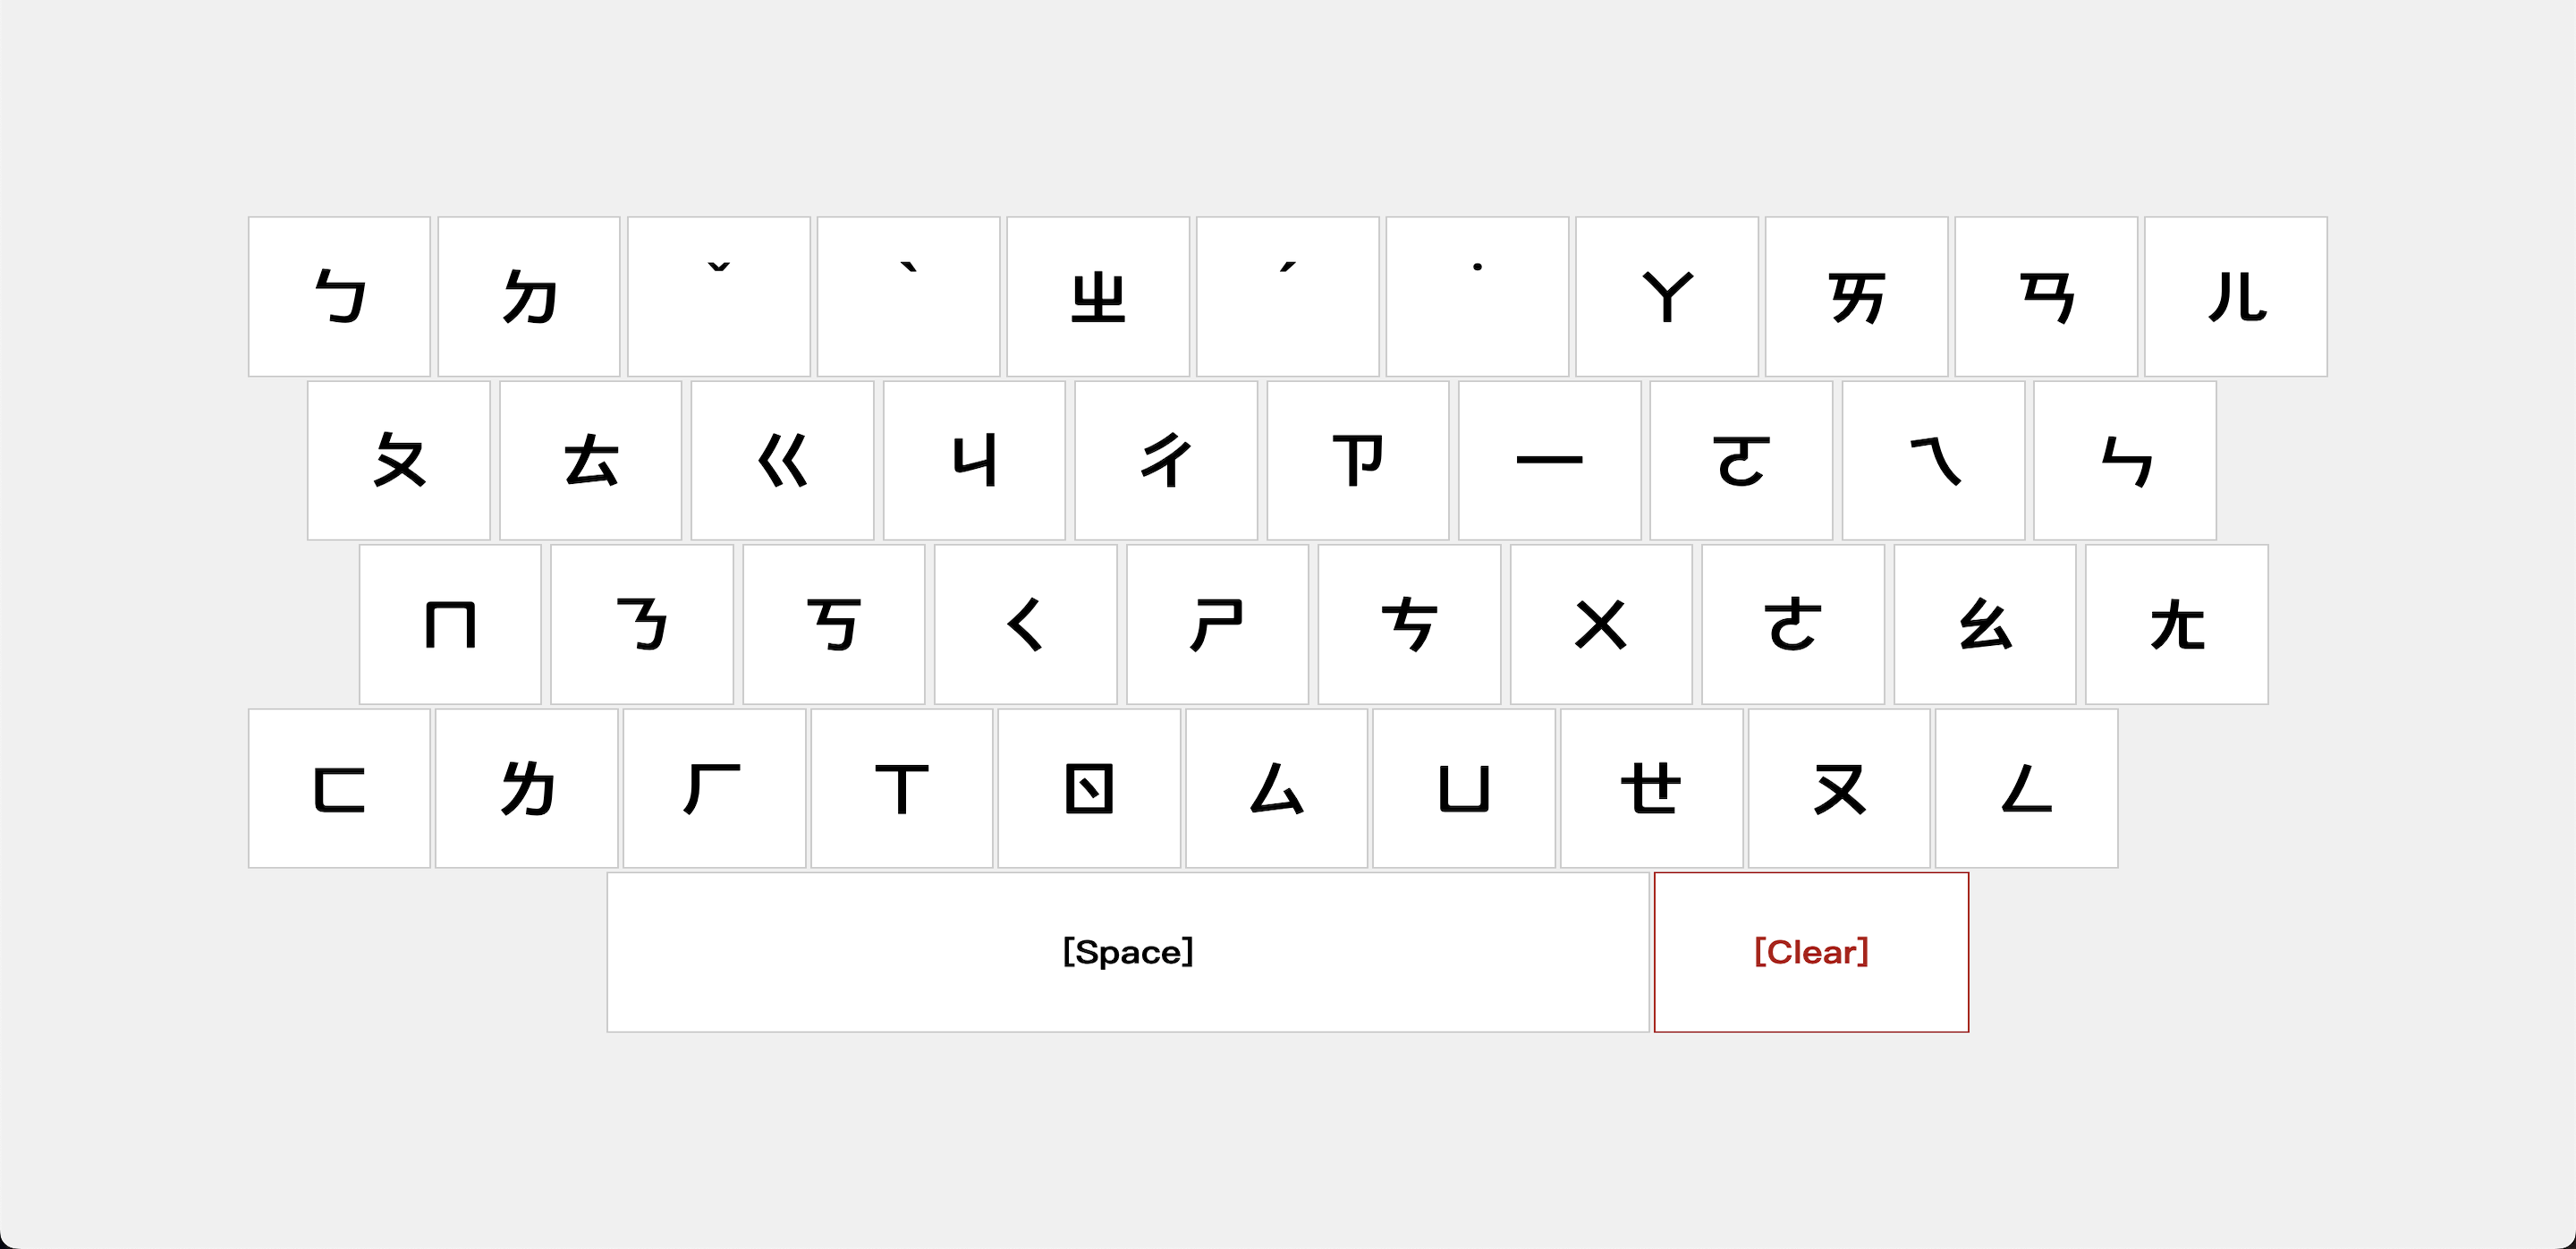 ㄅ ㄉ ˇ ˋ ㄓ ˊ ˙ ㄚ ㄞ ㄢ ㄦ
ㄆ ㄊ ㄍ ㄐ ㄔ ㄗ ㄧ ㄛ ㄟ ㄣ
ㄇ ㄋ ㄎ ㄑ ㄕ ㄘ ㄨ ㄜ ㄠ ㄤ
ㄈ ㄌ ㄏ ㄒ ㄖ ㄙ ㄩ ㄝ ㄡ ㄥ
[Space] [Clear]